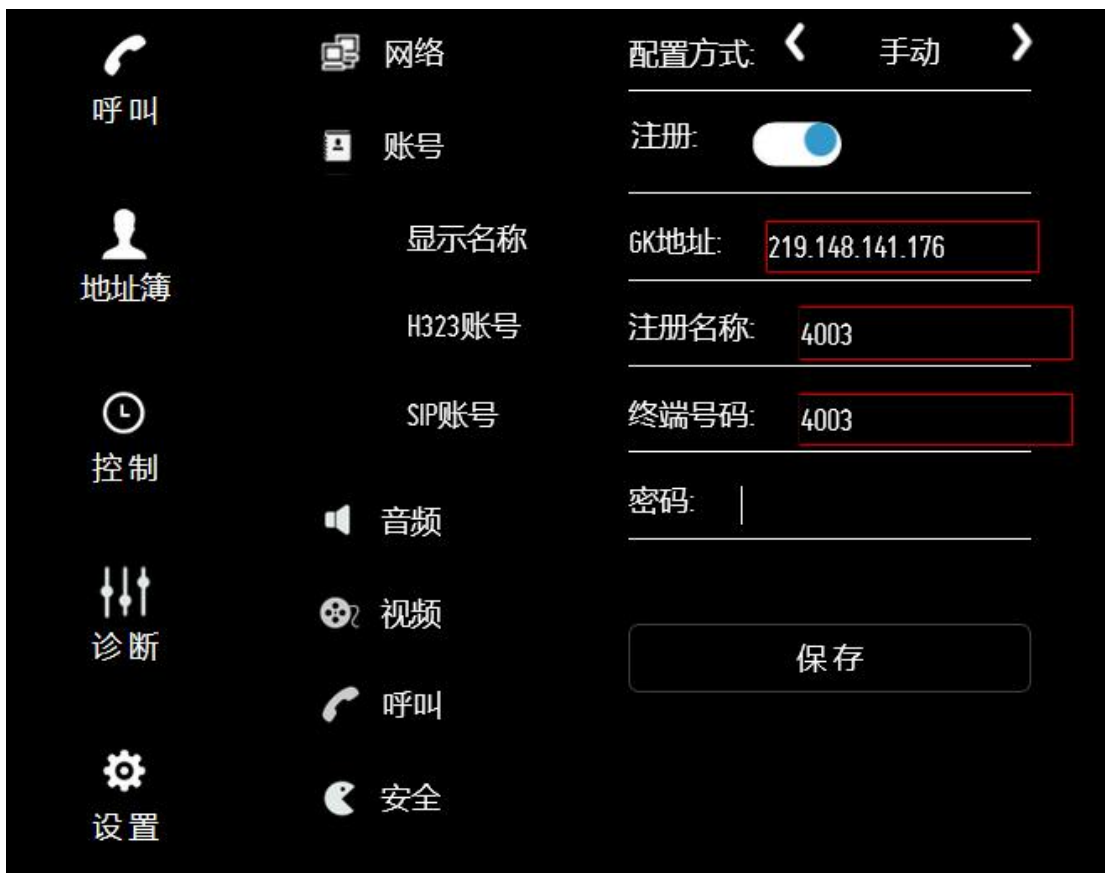 呼叫
地址簿
控制
诊断
设置
网络
账号
显示名称
H323账号
SIP账号
音频
视频
呼叫
安全
配置方式: 手动
注册:
GK地址: 219.148.141.176
注册名称: 4003
终端号码: 4003
密码:
保存